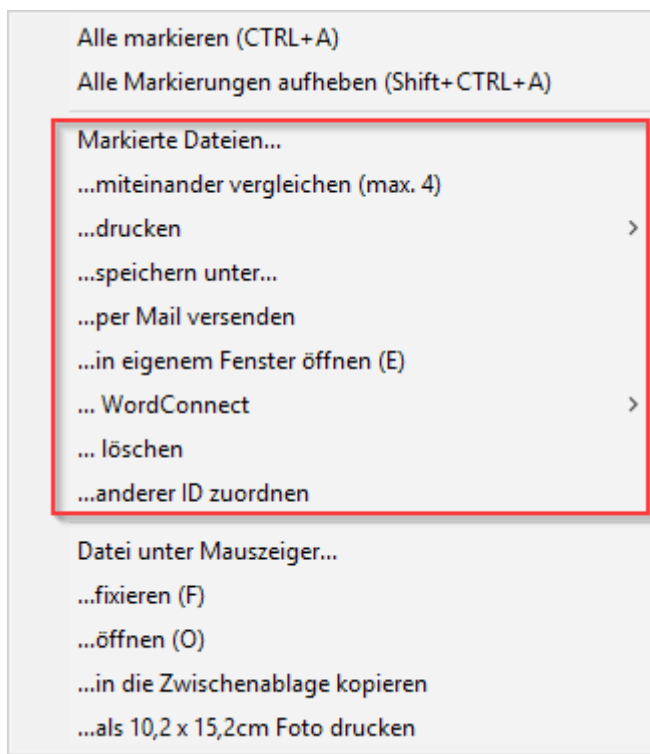 Alle markieren (CTRL+A)
Alle Markierungen aufheben (Shift+CTRL+A)
Markierte Dateien...
...miteinander vergleichen (max. 4)
...drucken
...speichern unter...
...per Mail versenden
...in eigenem Fenster öffnen (E)
... WordConnect
... löschen
...anderer ID zuordnen
Datei unter Mauszeiger...
...fixieren (F)
...öffnen (O)
...in die Zwischenablage kopieren
...als 10,2 x 15,2cm Foto drucken